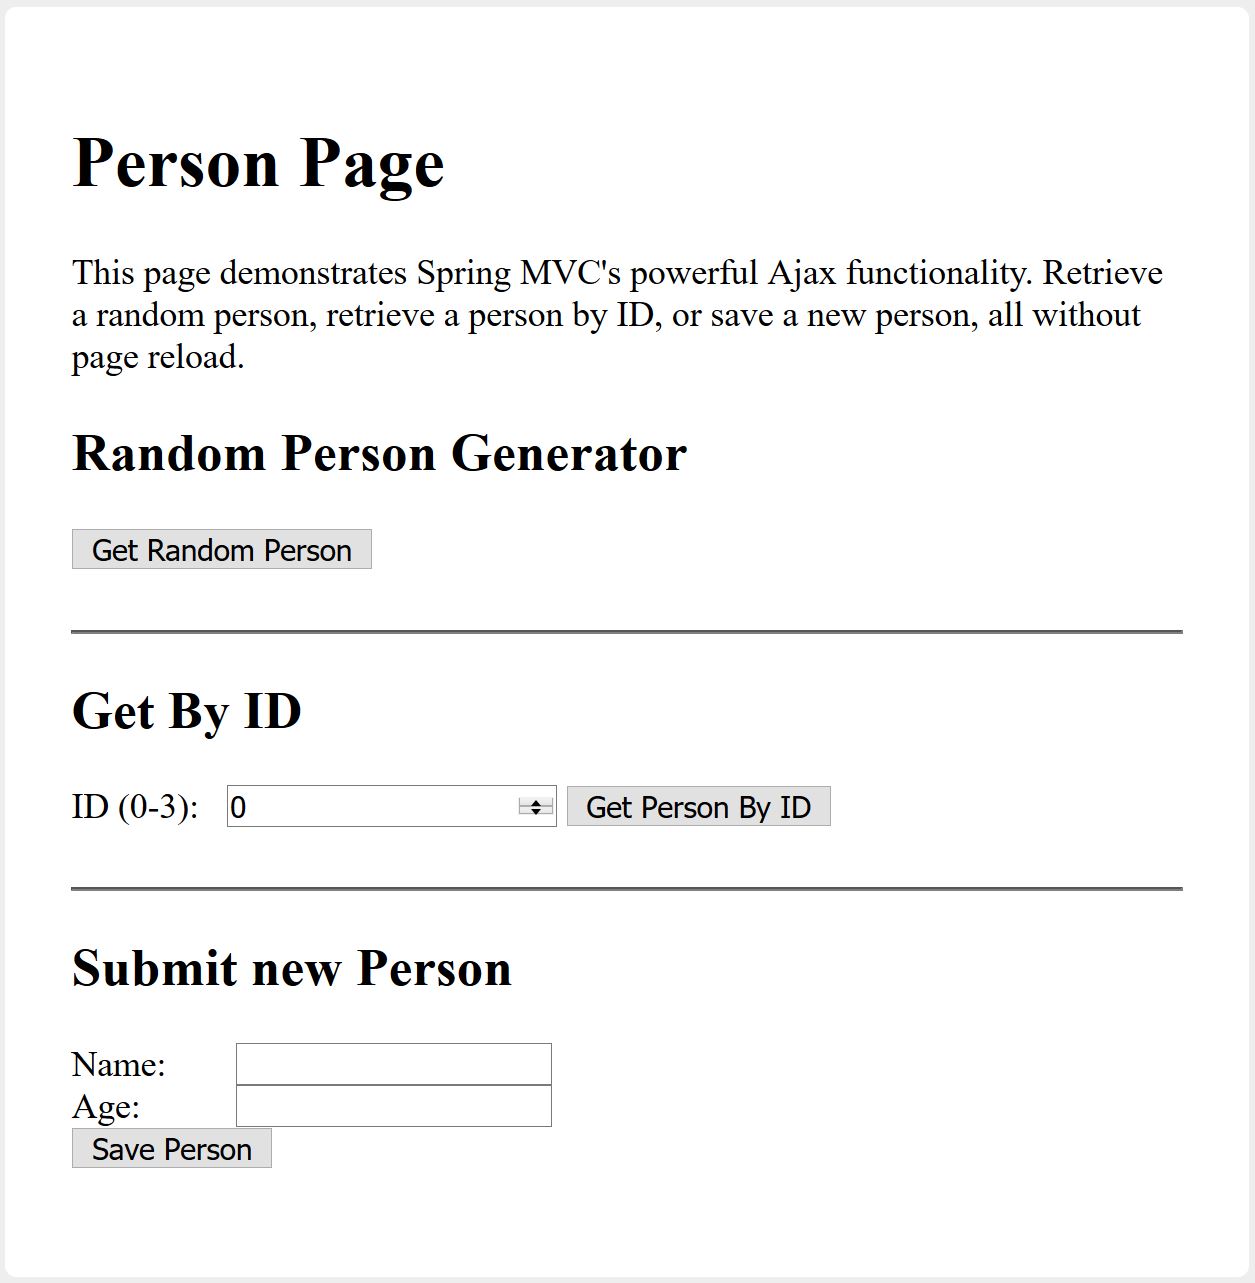 Person Page
This page demonstrates Spring MVC's powerful Ajax functionality. Retrieve
a random person, retrieve a person by ID, or save a new person, all without
page reload.
Random Person Generator
Get Random Person
Get By ID
ID (0-3): 0 Get Person By ID
Submit new Person
Name:
Age:
Save Person